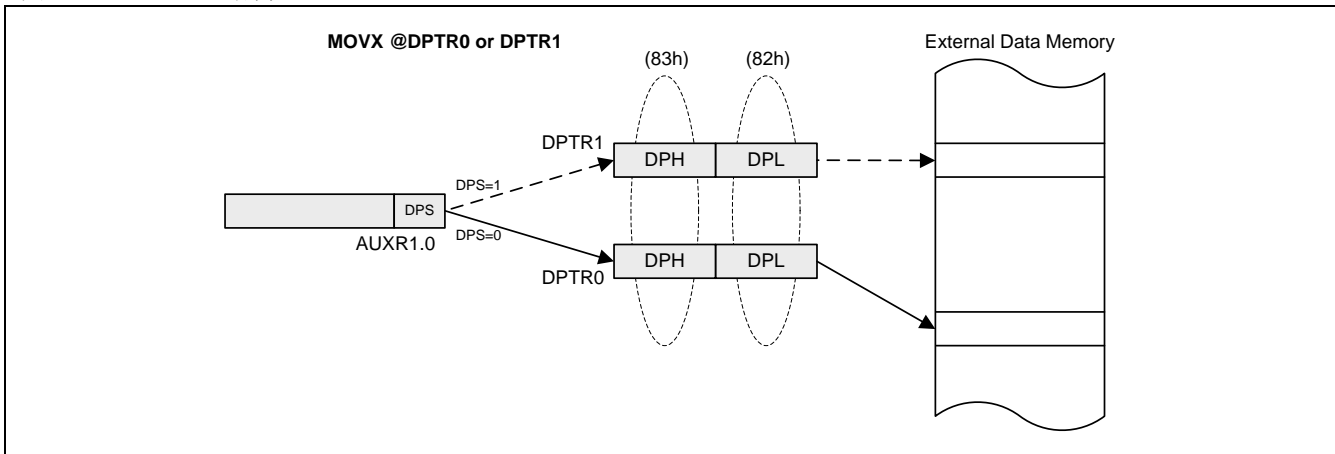 MOVX @DPTR0 or DPTR1
External Data Memory
(83h)
(82h)
DPTR1
DPH
DPL
DPS=1
DPS
DPS=0
AUXR1.0
DPH
DPL
DPTR0